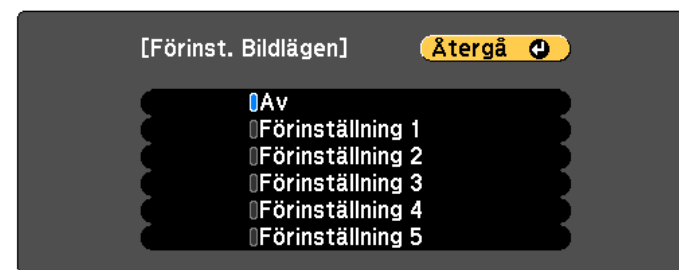 [Förinst. Bildlägen] Återgå
Av
Förinställning 1
Förinställning 2
Förinställning 3
Förinställning 4
Förinställning 5